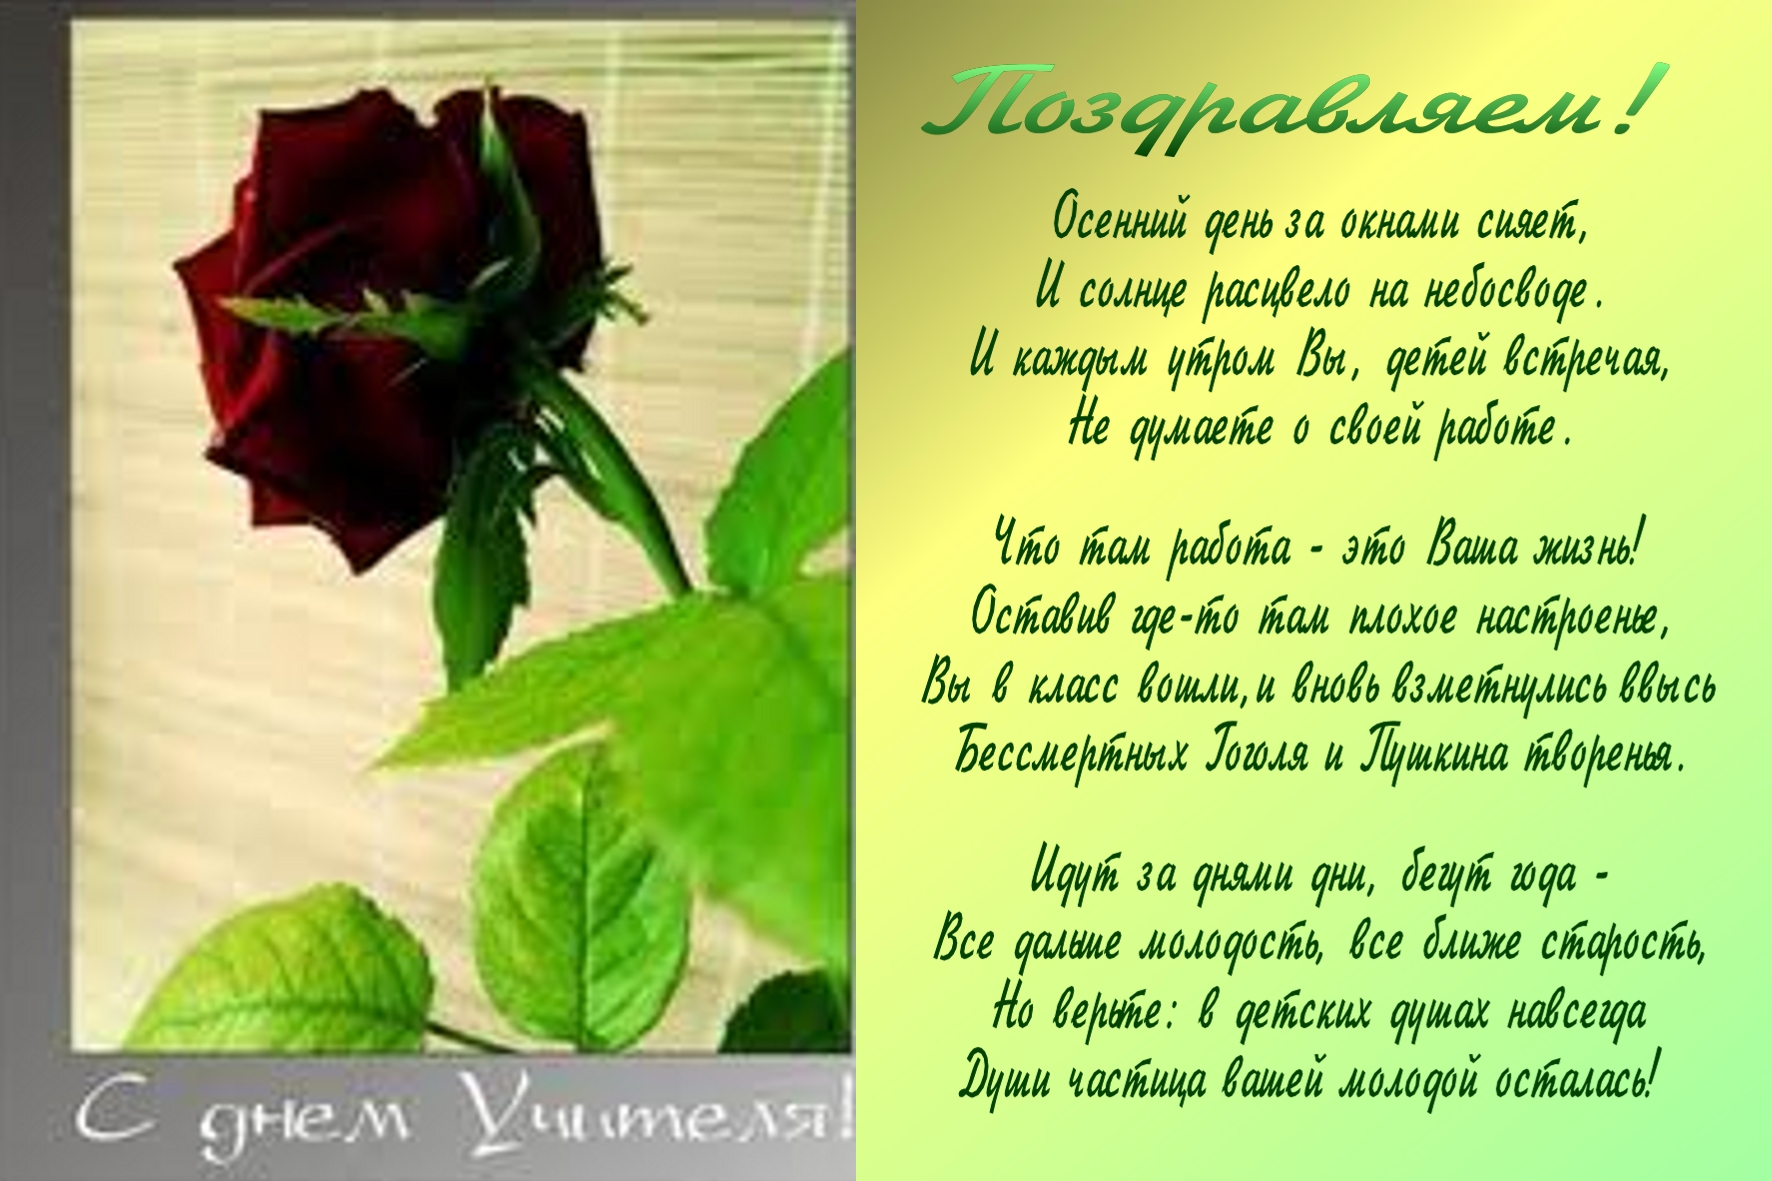 С днем Учителя!
Поздравляем!
Осенний день за окнами сияет,
И солнце расцвело на небосводе.
И каждым утром Вы, детей встречая,
Не думаете о своей работе.
Что там работа - это Ваша жизнь!
Оставив где-то там плохое настроенье,
Вы в класс вошли, и вновь взметнулись ввысь
Бессмертных Гоголя и Пушкина творенья.
Идут за днями дни, бегут года -
Все дальше молодость, все ближе старость,
Но верьте: в детских душах навсегда
Души частица вашей молодой осталась!